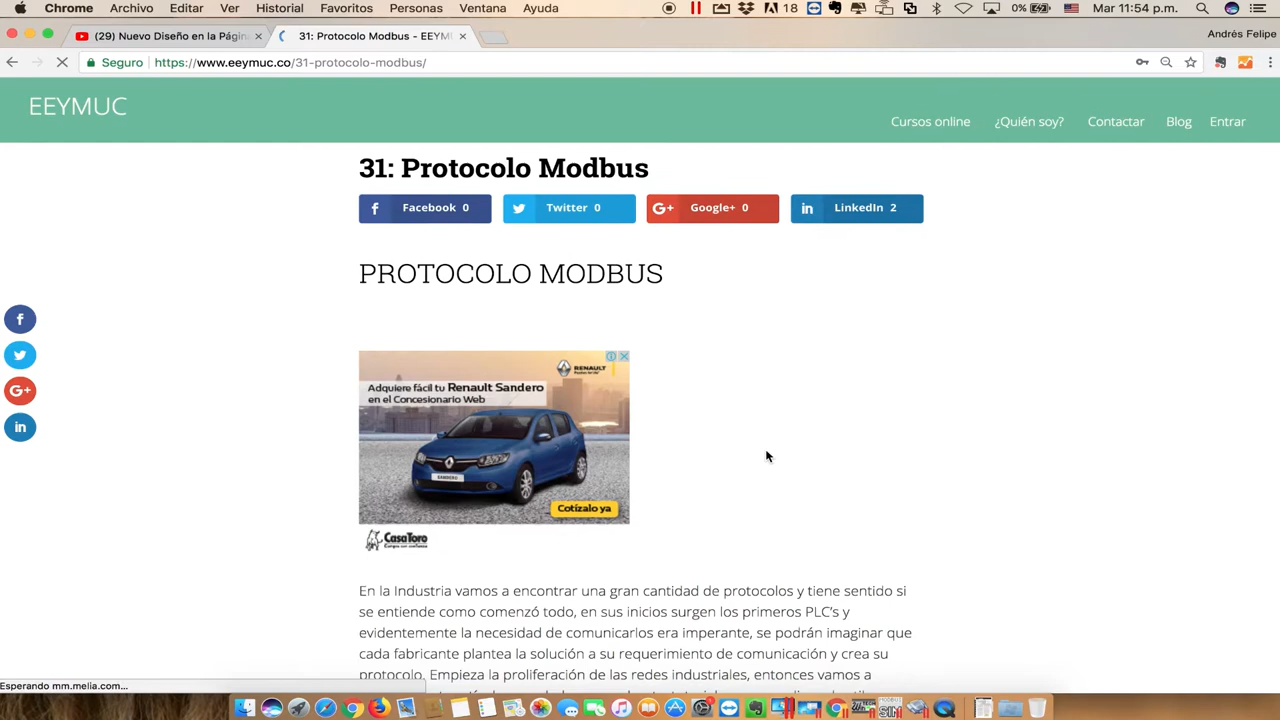 Chrome Archivo Editar Ver Historial Favoritos Personas Ventana Ayuda 18 0% Mar 11:54 p.m.
(29) Nuevo Diseño en la Págin 31: Protocolo Modbus - EEYMU Andrés Felipe
Seguro https://www.eeymuc.co/31-protocolo-modbus/
EEYMUC
Cursos online ¿Quién soy? Contactar Blog Entrar
31: Protocolo Modbus
Facebook 0 Twitter 0 Google+ 0 LinkedIn 2
PROTOCOLO MODBUS
RENAULT
Adquiere fácil tu Renault Sandero
en el Concesionario Web
SANDERO
Cotízalo ya
CasaToro
En la Industria vamos a encontrar una gran cantidad de protocolos y tiene sentido si
se entiende como comenzó todo, en sus inicios surgen los primeros PLC's y
evidentemente la necesidad de comunicarlos era imperante, se podrán imaginar que
cada fabricante plantea la solución a su requerimiento de comunicación y crea su
protocolo. Empieza la proliferación de las redes industriales, entonces vamos a
Esperando mm.melia.com...